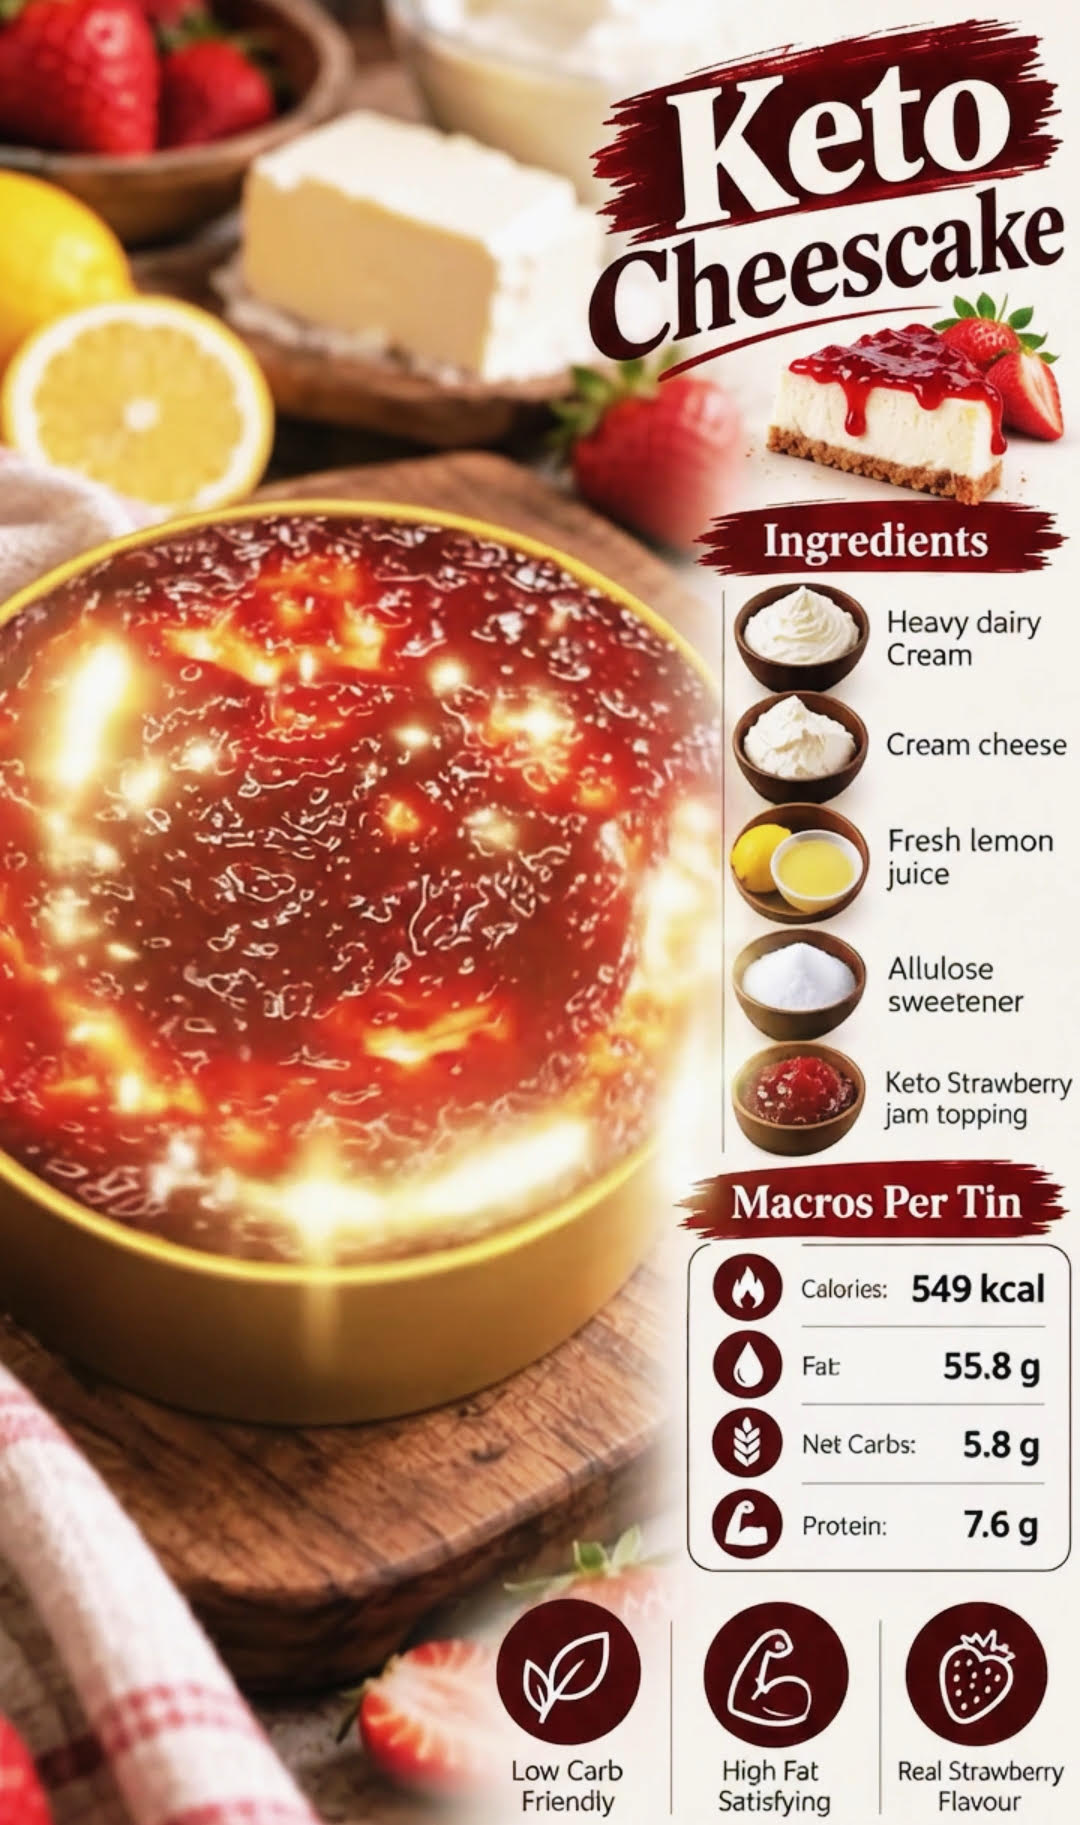 Keto
Cheescake
Ingredients
Heavy dairy
Cream
Cream cheese
Fresh lemon
juice
Allulose
sweetener
Keto Strawberry
jam topping
Macros Per Tin
Calories: 549 kcal
Fat: 55.8 g
Net Carbs: 5.8 g
Protein: 7.6 g
Low Carb
Friendly
High Fat
Satisfying
Real Strawberry
Flavour